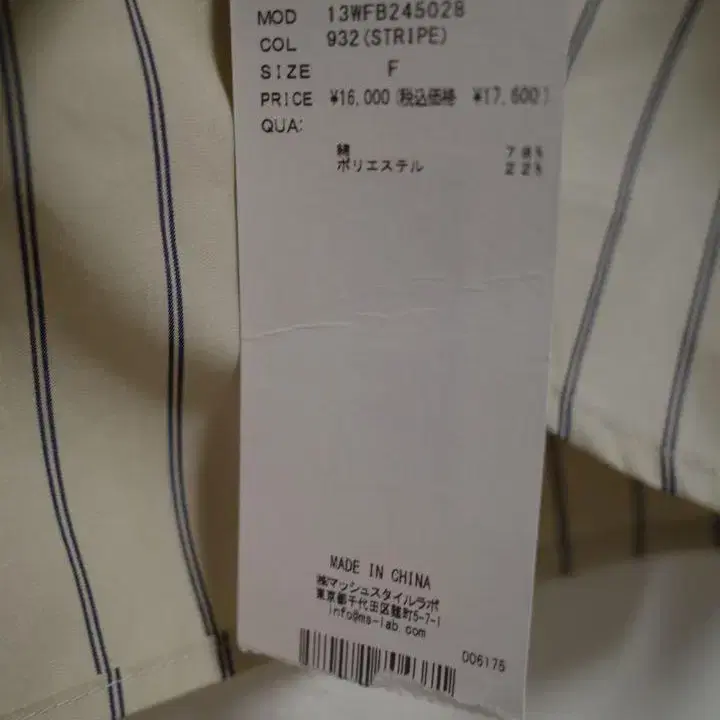 MOD 13WFB245028
COL 932(STRIPE)
SIZE F
PRICE ¥16,000 (税込価格 ¥17,600)
QUA:
綿 78%
ポリエステル 22%
MADE IN CHINA
㈱マッシュスタイルラボ
東京都千代田区麹町5-7-1
info@ms-lab.com
006175